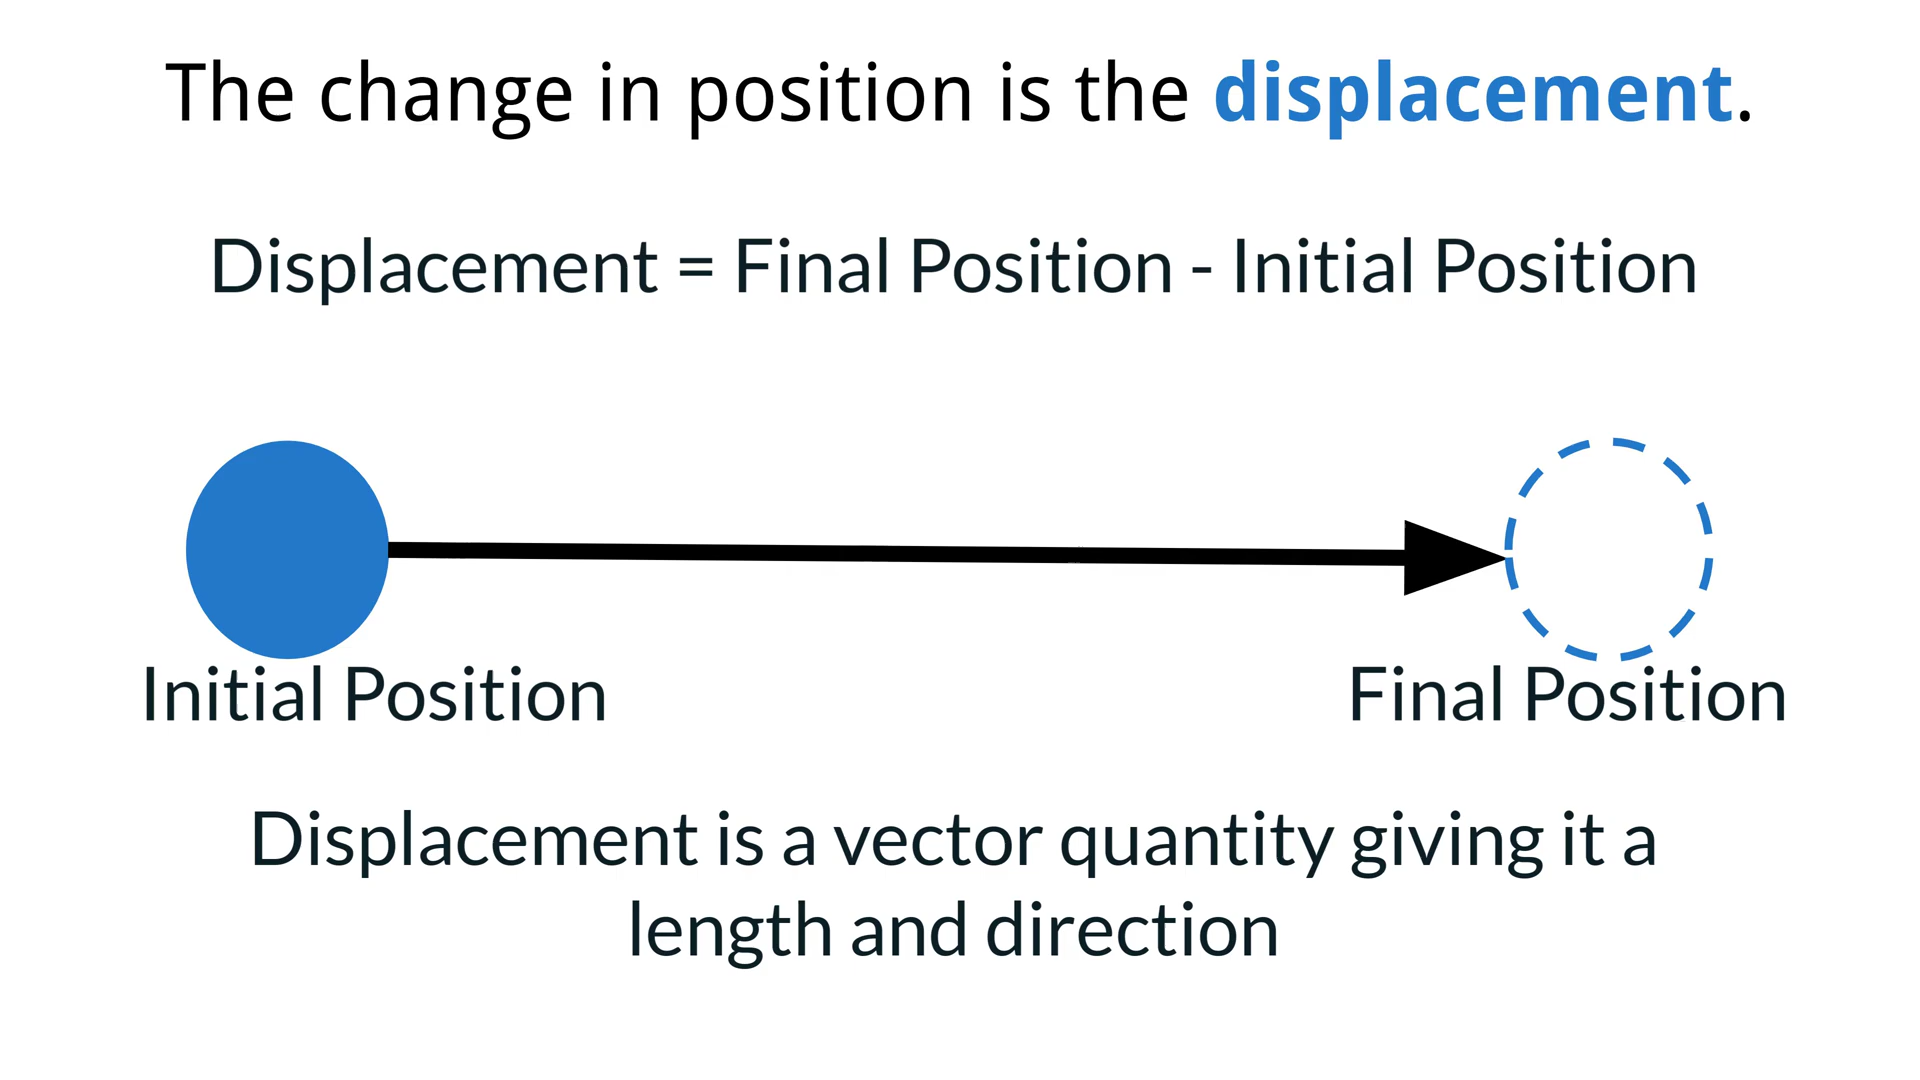 The change in position is the displacement.
Displacement = Final Position - Initial Position
Initial Position
Final Position
Displacement is a vector quantity giving it a
length and direction